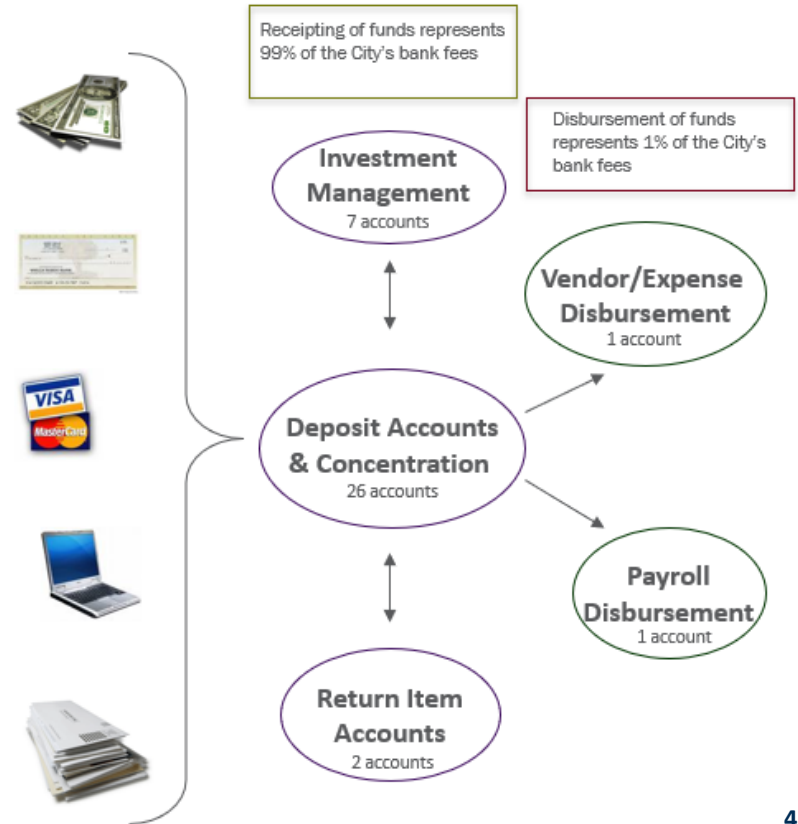 Receipting of funds represents
99% of the City's bank fees
Disbursement of funds
represents 1% of the City's
bank fees
Investment
Management
7 accounts
Vendor/Expense
Disbursement
1 account
VISA
MasterCard
Deposit Accounts
& Concentration
26 accounts
Payroll
Disbursement
1 account
Return Item
Accounts
2 accounts
4